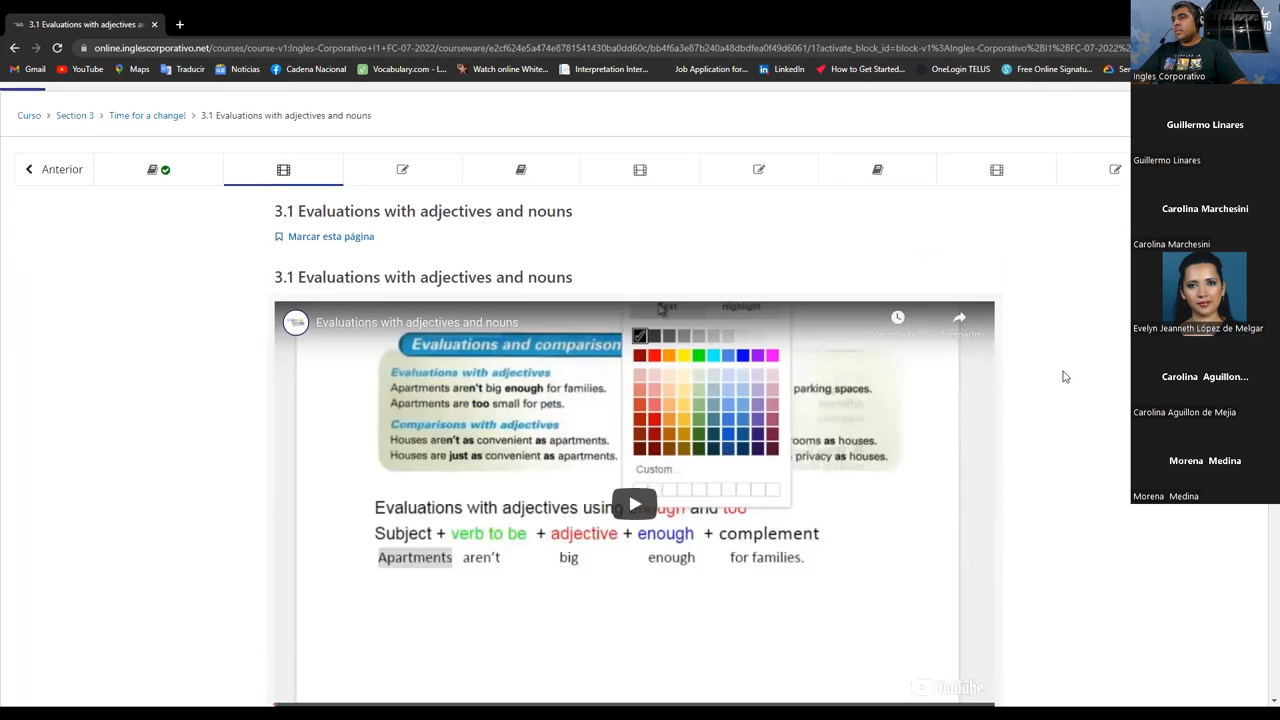 3.1 Evaluations with adjectives an
online.inglescorporativo.net/courses/course-v1:Ingles-Corporativo+I1+FC-07-2022/courseware/e2cf624e5a474e8781541430ba0dd60c/bb4f6a3e87b240a48dbdfea0f49d6061/1?activate_block_id=block-v1%3AIngles-Corporativo%2BI1%2BFC-07-2022%2
Gmail YouTube Maps Traducir Noticias Cadena Nacional Vocabulary.com - L... Watch online White... Interpretation Inter... Job Application for... LinkedIn How to Get Started... OneLogin TELUS Free Online Signatu... Ser
Curso > Section 3 > Time for a change! > 3.1 Evaluations with adjectives and nouns
Anterior
3.1 Evaluations with adjectives and nouns
Marcar esta página
3.1 Evaluations with adjectives and nouns
Evaluations with adjectives and nouns
Highlight
Evaluations and comparison
Evaluations with adjectives
Apartments aren't big enough for families.
parking spaces.
Apartments are too small for pets.
Comparisons with adjectives
Houses aren't as convenient as apartments.
rooms as houses.
Houses are just as convenient as apartments.
privacy as houses.
Custom...
Evaluations with adjectives using enough and too
Subject + verb to be + adjective + enough + complement
Apartments aren't big enough for families.
YouTube
Ingles Corporativo
Guillermo Linares
Guillermo Linares
Carolina Marchesini
Carolina Marchesini
Evelyn Jeanneth López de Melgar
Carolina Aguillon...
Carolina Aguillon de Mejia
Morena Medina
Morena Medina